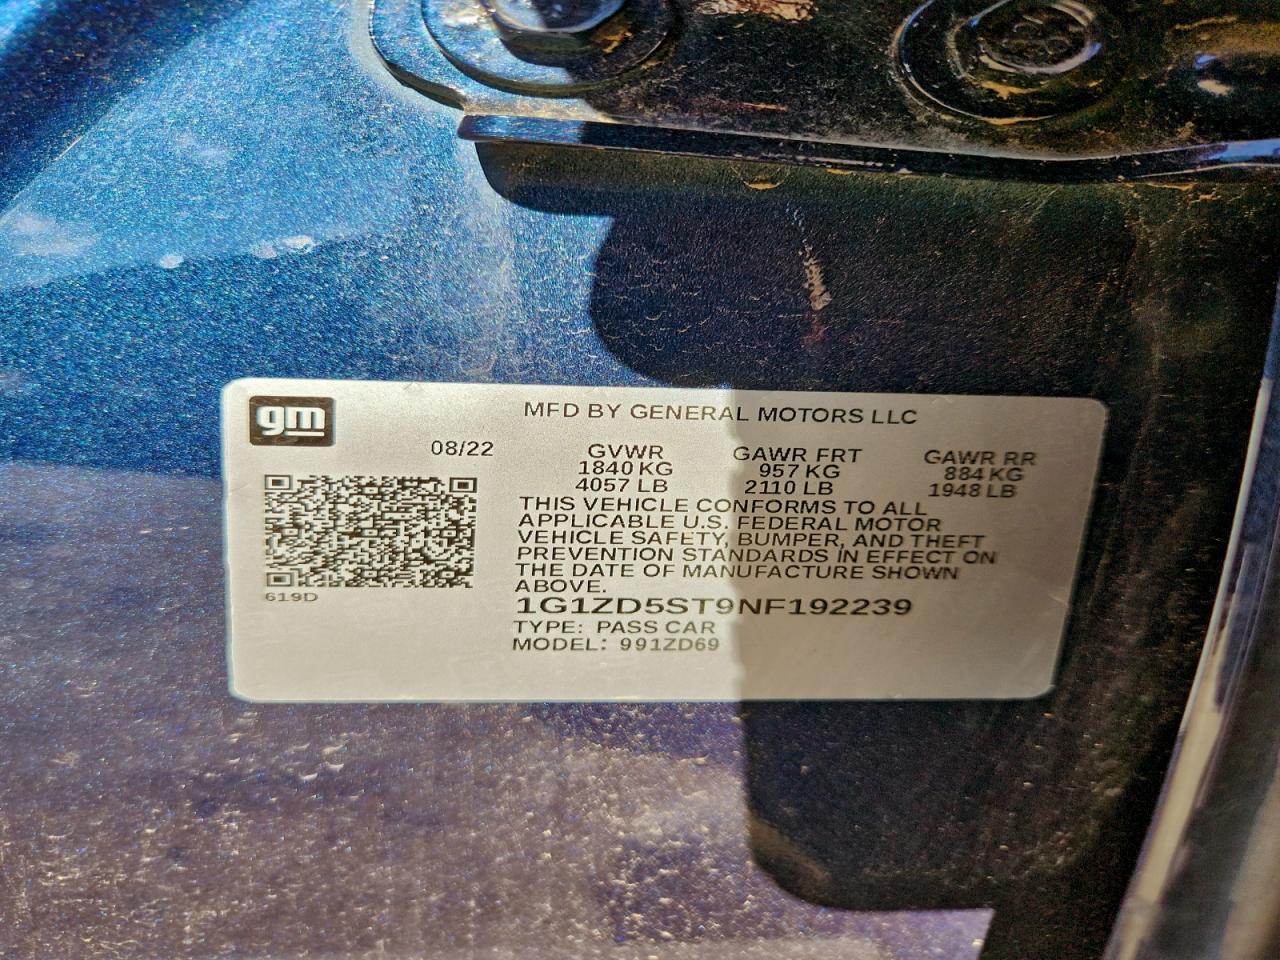 gm
MFD BY GENERAL MOTORS LLC
08/22 GVWR GAWR FRT GAWR RR
1840 KG 957 KG 884 KG
4057 LB 2110 LB 1948 LB
THIS VEHICLE CONFORMS TO ALL
APPLICABLE U.S. FEDERAL MOTOR
VEHICLE SAFETY, BUMPER, AND THEFT
PREVENTION STANDARDS IN EFFECT ON
THE DATE OF MANUFACTURE SHOWN
ABOVE.
619D
1G1ZD5ST9NF192239
TYPE: PASS CAR
MODEL: 991ZD69